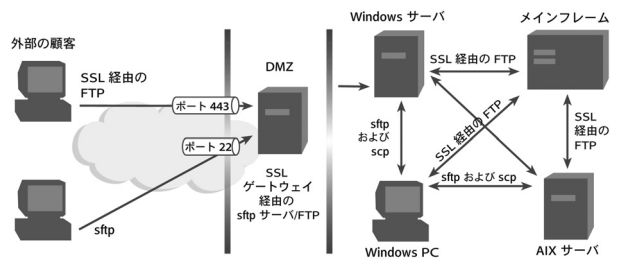 外部の顧客
SSL 経由の
FTP
ポート 443
ポート 22
sftp
DMZ
SSL
ゲートウェイ
経由の
sftp サーバ/FTP
Windows サーバ
メインフレーム
SSL 経由の FTP
sftp
および
scp
SSL 経由の FTP
SSL
経由の
FTP
sftp および scp
Windows PC
AIX サーバ